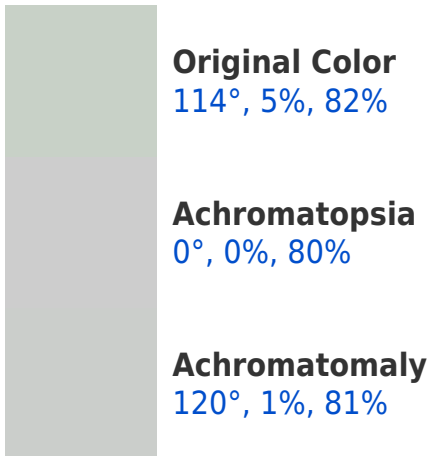 Original Color
114°, 5%, 82%
Achromatopsia
0°, 0%, 80%
Achromatomaly
120°, 1%, 81%